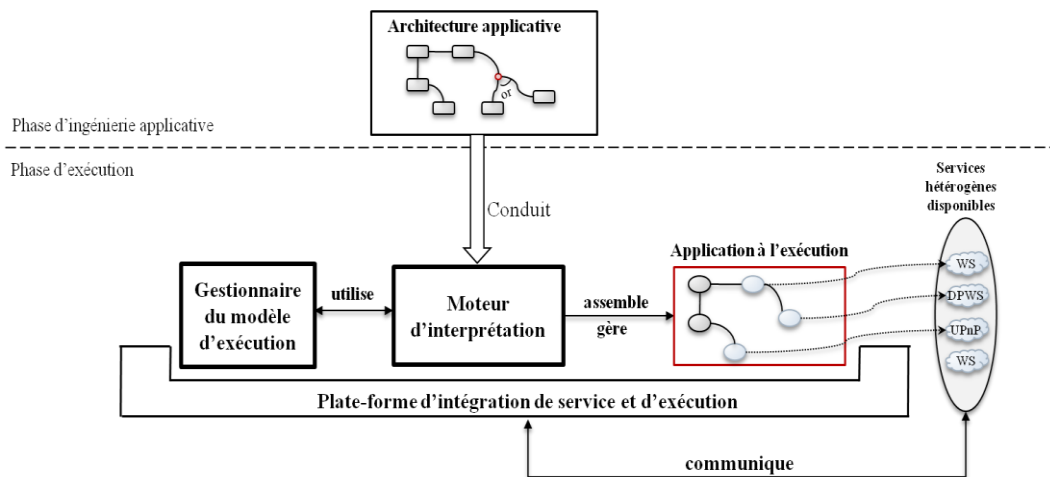 Architecture applicative
or
Phase d'ingénierie applicative
Phase d'exécution
Conduit
Services
hétérogènes
disponibles
Gestionnaire
du modèle
d'exécution
utilise
Moteur
d'interprétation
assemble
gère
Application à l'exécution
WS
DPWS
UPnP
WS
Plate-forme d'intégration de service et d'exécution
communique